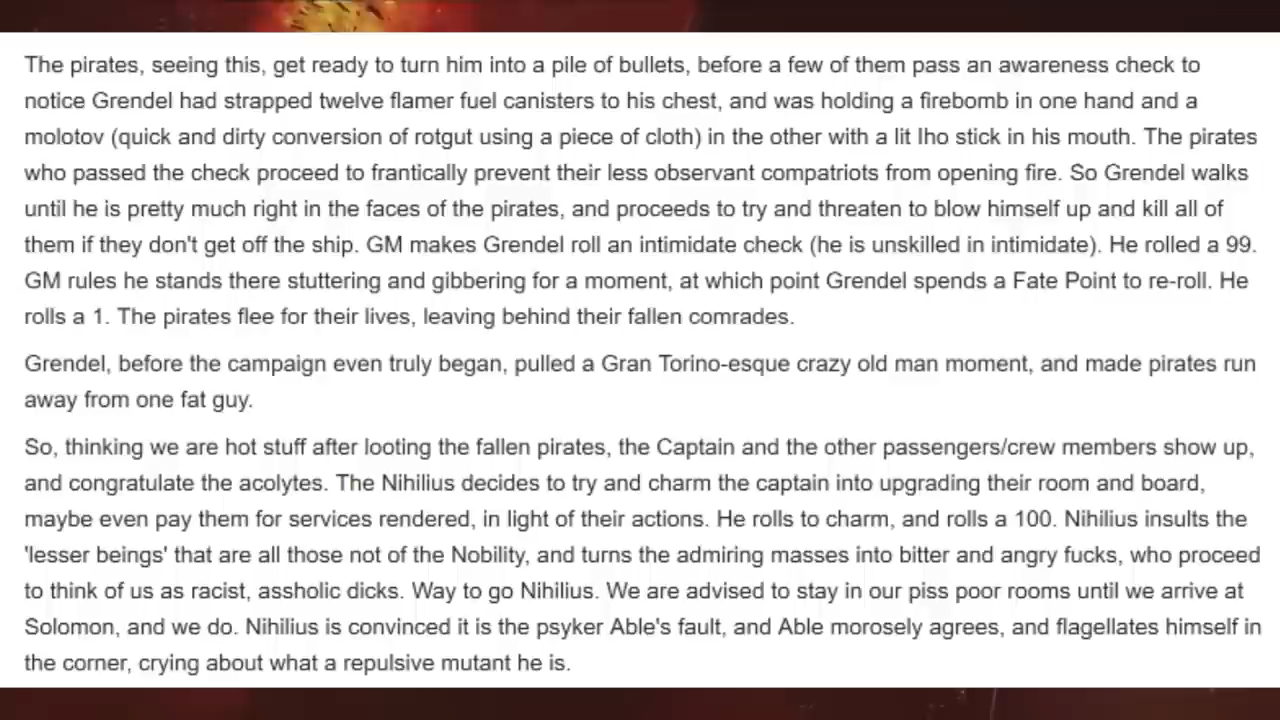 The pirates, seeing this, get ready to turn him into a pile of bullets, before a few of them pass an awareness check to
notice Grendel had strapped twelve flamer fuel canisters to his chest, and was holding a firebomb in one hand and a
molotov (quick and dirty conversion of rotgut using a piece of cloth) in the other with a lit lho stick in his mouth. The pirates
who passed the check proceed to frantically prevent their less observant compatriots from opening fire. So Grendel walks
until he is pretty much right in the faces of the pirates, and proceeds to try and threaten to blow himself up and kill all of
them if they don't get off the ship. GM makes Grendel roll an intimidate check (he is unskilled in intimidate). He rolled a 99.
GM rules he stands there stuttering and gibbering for a moment, at which point Grendel spends a Fate Point to re-roll. He
rolls a 1. The pirates flee for their lives, leaving behind their fallen comrades.
Grendel, before the campaign even truly began, pulled a Gran Torino-esque crazy old man moment, and made pirates run
away from one fat guy.
So, thinking we are hot stuff after looting the fallen pirates, the Captain and the other passengers/crew members show up,
and congratulate the acolytes. The Nihilius decides to try and charm the captain into upgrading their room and board,
maybe even pay them for services rendered, in light of their actions. He rolls to charm, and rolls a 100. Nihilius insults the
'lesser beings' that are all those not of the Nobility, and turns the admiring masses into bitter and angry fucks, who proceed
to think of us as racist, assholic dicks. Way to go Nihilius. We are advised to stay in our piss poor rooms until we arrive at
Solomon, and we do. Nihilius is convinced it is the psyker Able's fault, and Able morosely agrees, and flagellates himself in
the corner, crying about what a repulsive mutant he is.